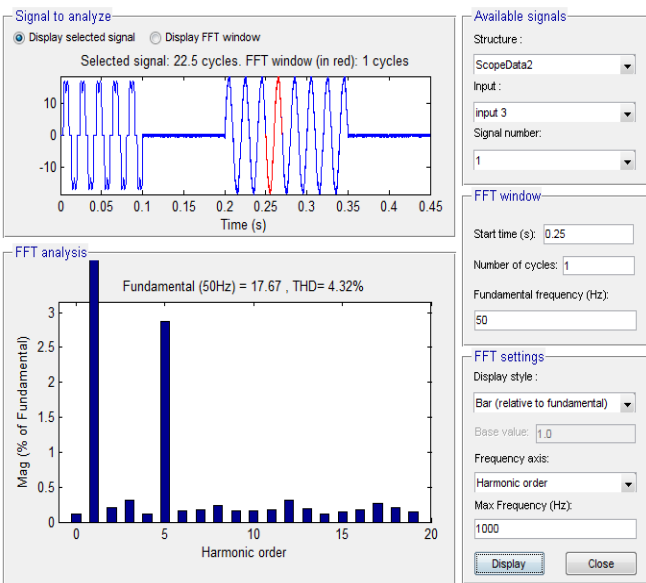 Signal to analyze
Display selected signal Display FFT window
Selected signal: 22.5 cycles. FFT window (in red): 1 cycles
10
0
-10
0 0.05 0.1 0.15 0.2 0.25 0.3 0.35 0.4 0.45
Time (s)
FFT analysis
Fundamental (50Hz) = 17.67 , THD= 4.32%
3
2.5
2
1.5
1
0.5
0
Mag (% of Fundamental)
0 5 10 15 20
Harmonic order
Available signals
Structure :
ScopeData2
Input :
input 3
Signal number:
1
FFT window
Start time (s): 0.25
Number of cycles: 1
Fundamental frequency (Hz):
50
FFT settings
Display style :
Bar (relative to fundamental)
Base value: 1.0
Frequency axis:
Harmonic order
Max Frequency (Hz):
1000
Display Close